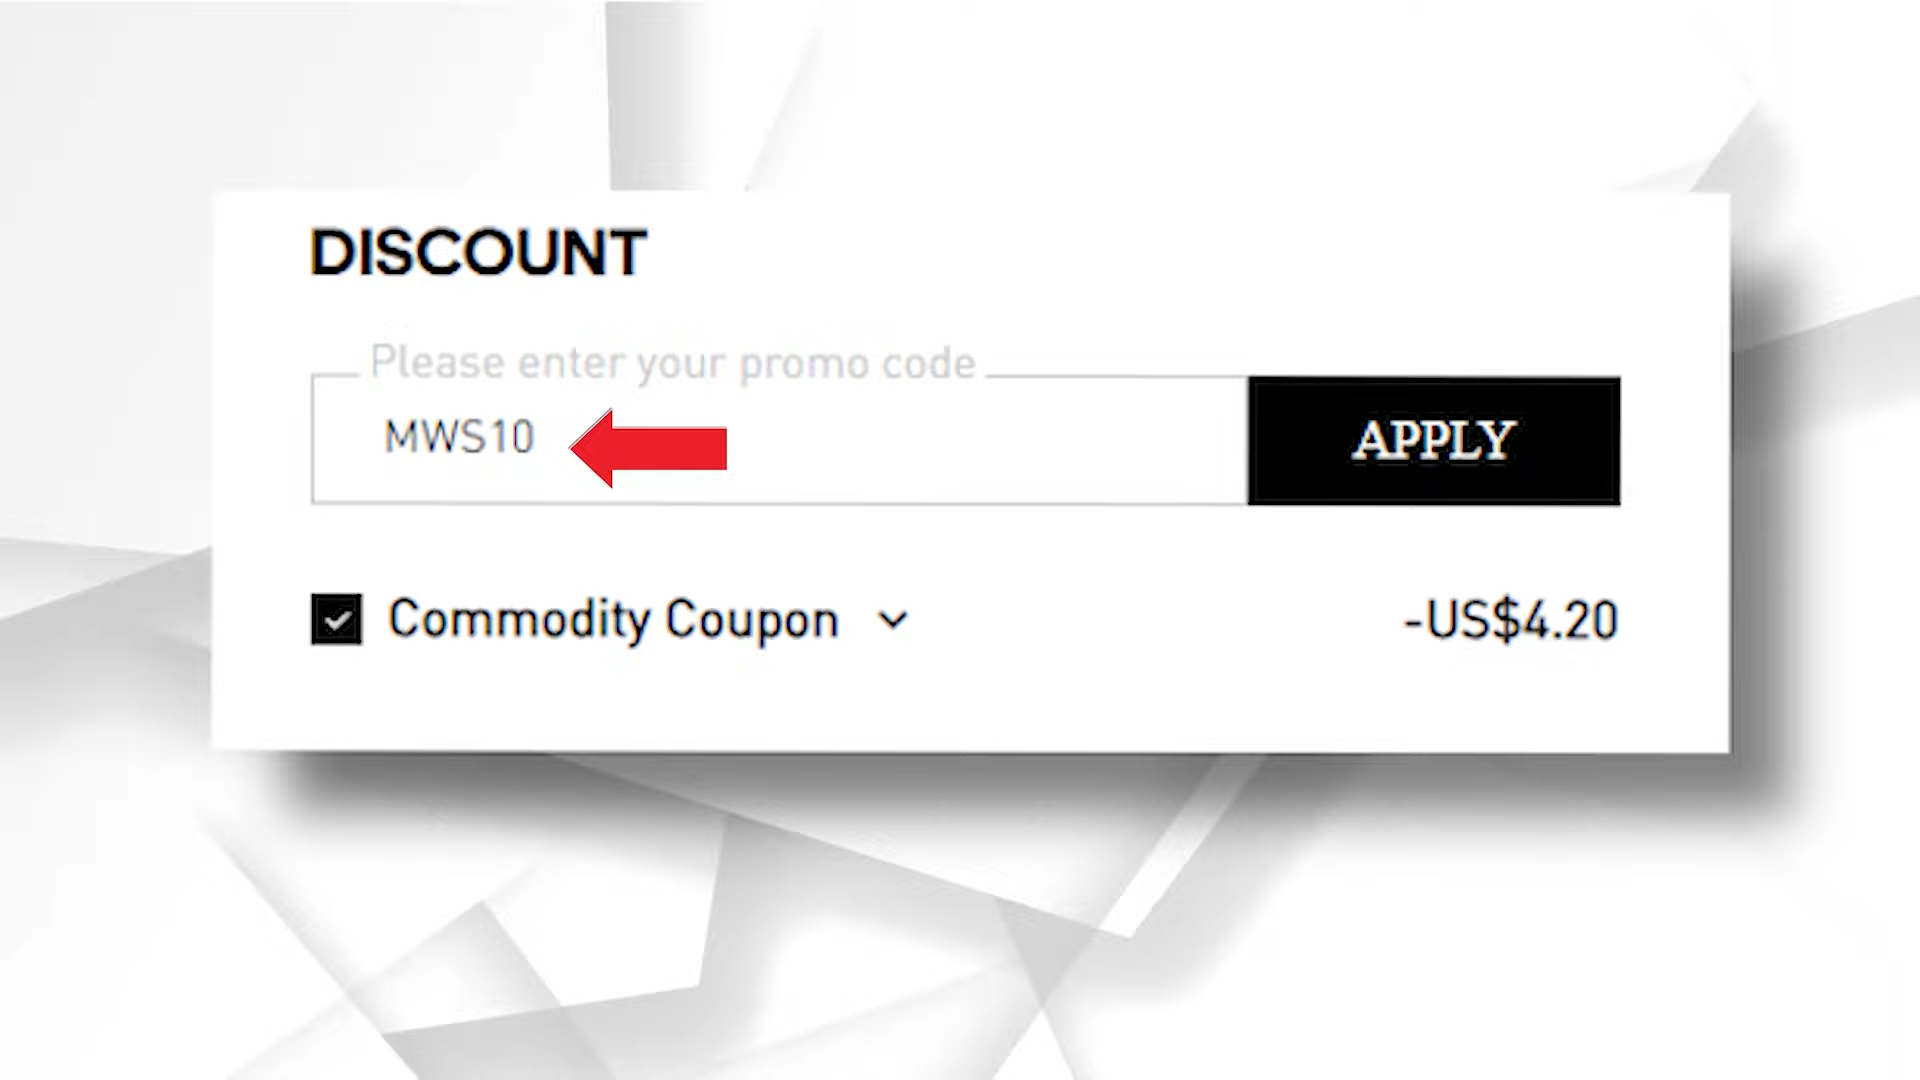 DISCOUNT
Please enter your promo code
MWS10
APPLY
Commodity Coupon
-US$4.20